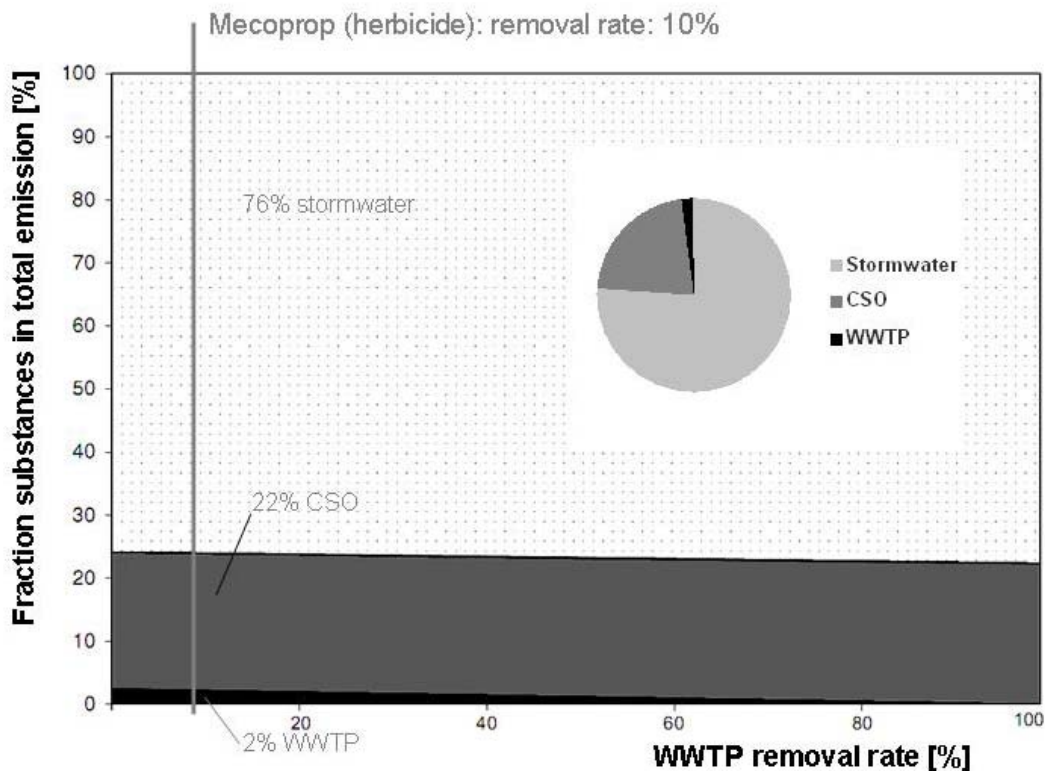 Mecoprop (herbicide): removal rate: 10%
Fraction substances in total emission [%]
100
90
80
70
60
50
40
30
20
10
0
76% stormwater
Stormwater
CSO
WWTP
22% CSO
20
40
60
80
100
2% WWTP
WWTP removal rate [%]